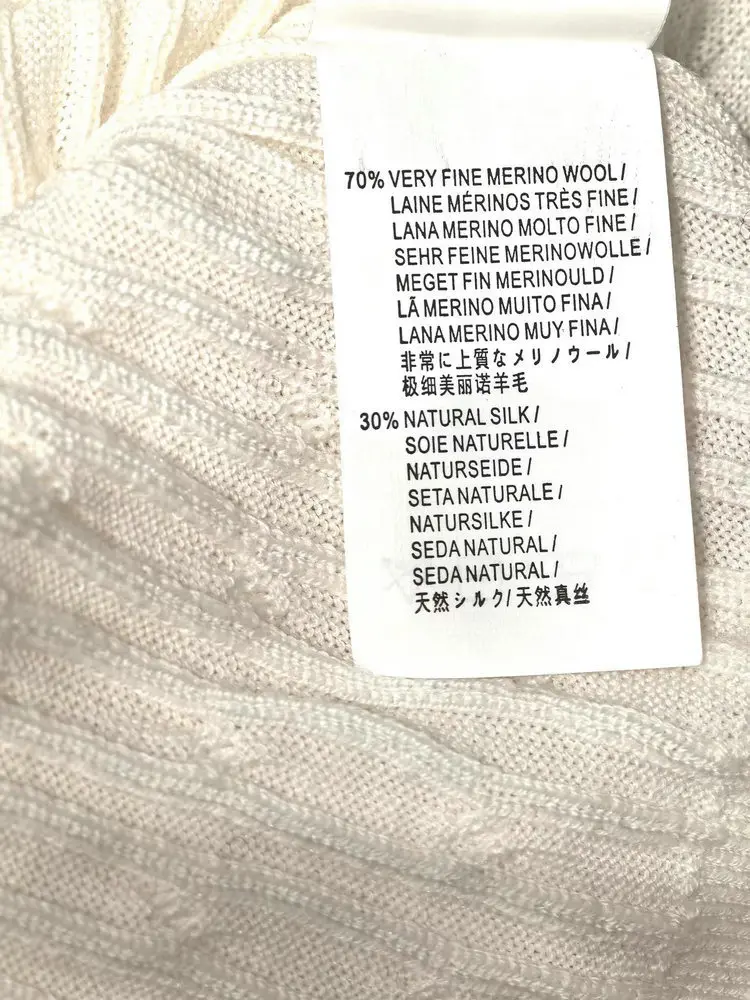 70% VERY FINE MERINO WOOL /
LAINE MÉRINOS TRÈS FINE /
LANA MERINO MOLTO FINE /
SEHR FEINE MERINOWOLLE /
MEGET FIN MERINOULD /
LÃ MERINO MUITO FINA /
LANA MERINO MUY FINA /
非常に上質なメリノウール /
极细美丽诺羊毛
30% NATURAL SILK /
SOIE NATURELLE /
NATURSEIDE /
SETA NATURALE /
NATURSILKE /
SEDA NATURAL /
SEDA NATURAL /
天然シルク / 天然真丝